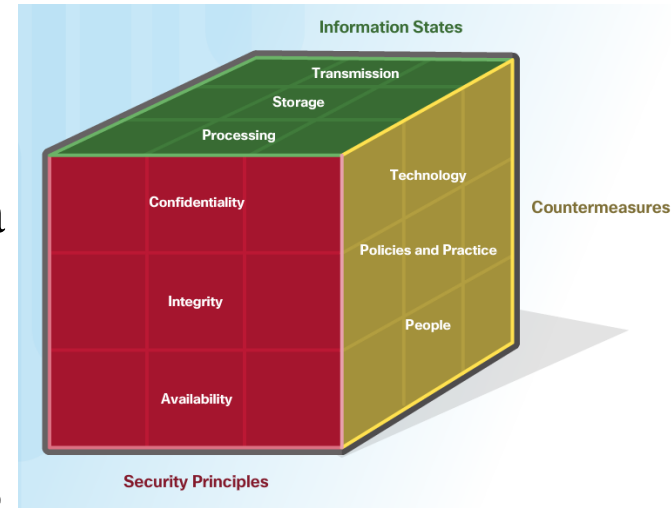 Information States
Transmission
Storage
Processing
Confidentiality
Integrity
Availability
Technology
Policies and Practice
People
Countermeasures
Security Principles